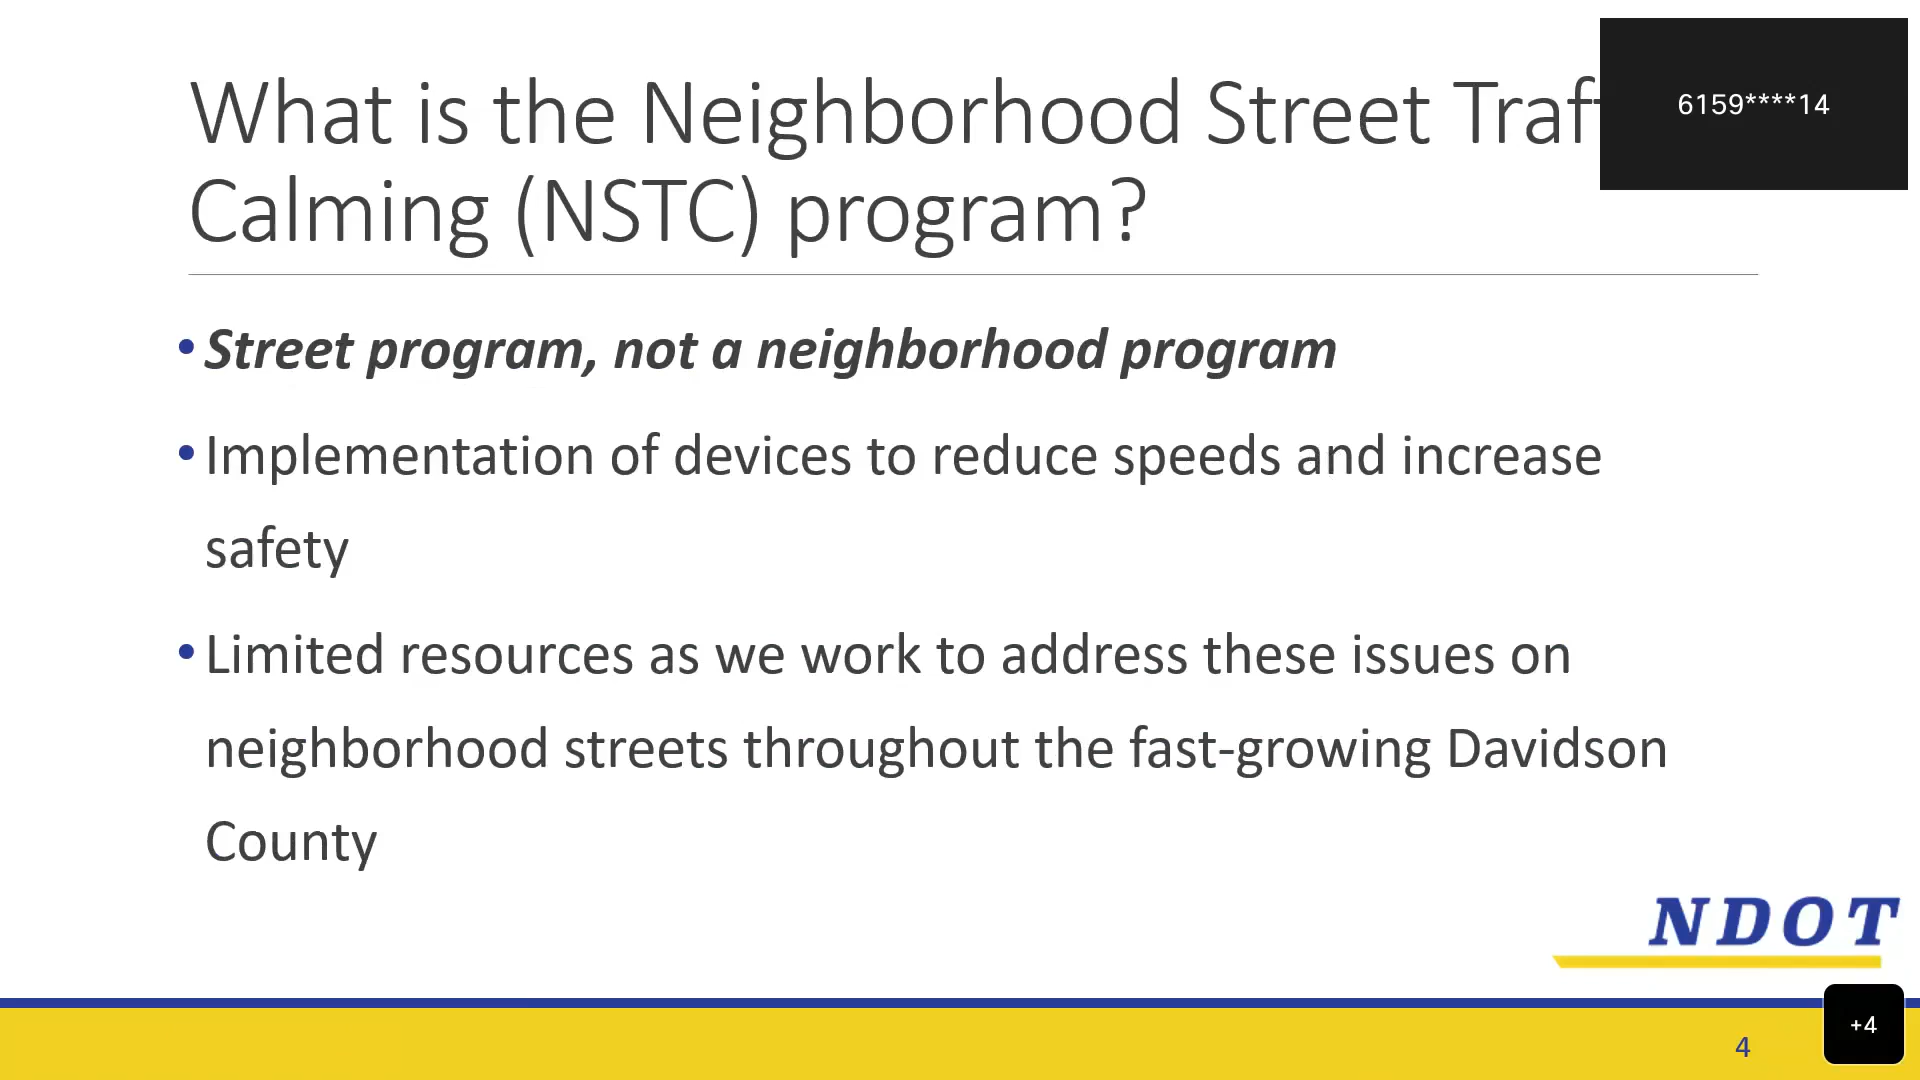 What is the Neighborhood Street
6159****14
Calming (NSTC) program?
• Street program, not a neighborhood program
• Implementation of devices to reduce speeds and increase
safety
• Limited resources as we work to address these issues on
neighborhood streets throughout the fast-growing Davidson
County
NDOT
+4
4